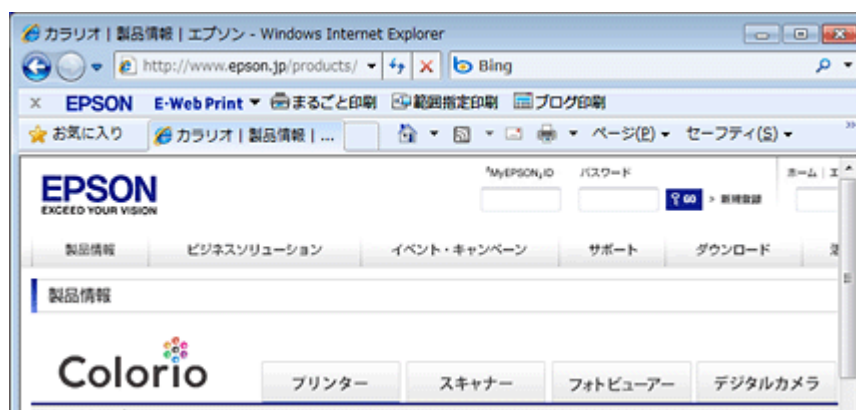 カラリオ | 製品情報 | エプソン - Windows Internet Explorer
http://www.epson.jp/products/ Bing
× EPSON E-Web Print まるごと印刷 範囲指定印刷 ブログ印刷
お気に入り カラリオ | 製品情報 | ... ページ(P) セーフティ(S) »
EPSON
EXCEED YOUR VISION
「MyEPSON」ID パスワード ホーム |
GO > 新規登録
製品情報 ビジネスソリューション イベント・キャンペーン サポート ダウンロード
製品情報
Colorio プリンター スキャナー フォトビューアー デジタルカメラ